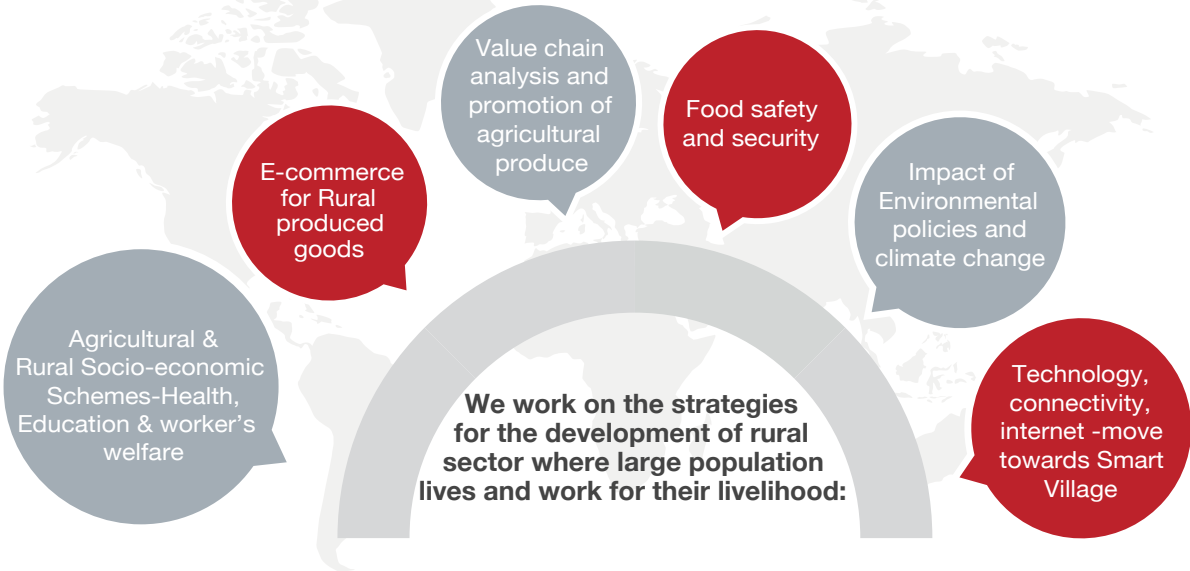 Agricultural &
Rural Socio-economic
Schemes-Health,
Education & worker's
welfare
E-commerce
for Rural
produced
goods
Value chain
analysis and
promotion of
agricultural
produce
Food safety
and security
Impact of
Environmental
policies and
climate change
Technology,
connectivity,
internet -move
towards Smart
Village
We work on the strategies
for the development of rural
sector where large population
lives and work for their livelihood: